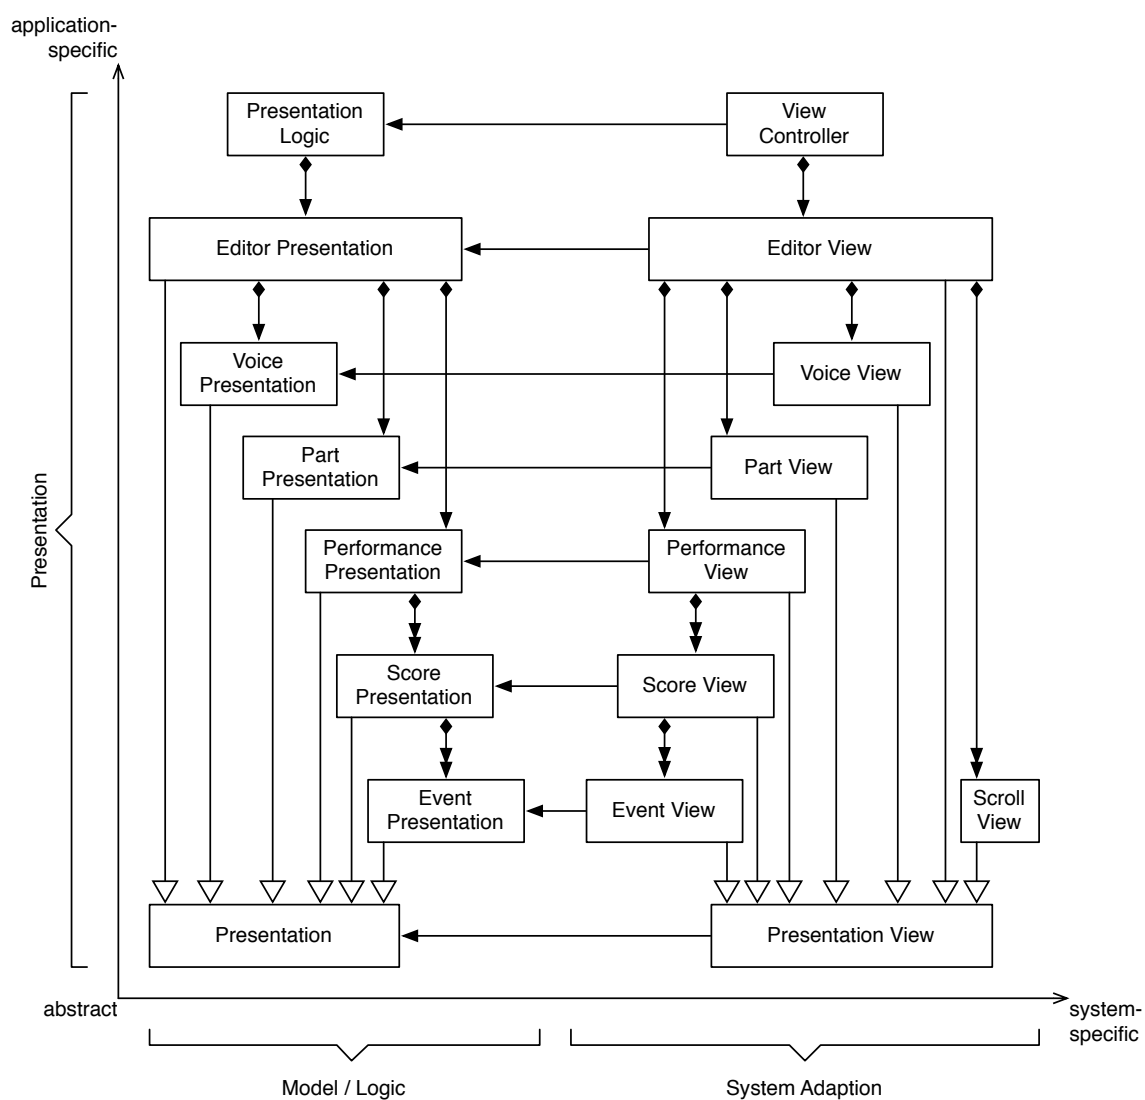 application-
specific
Presentation
Logic
View
Controller
Editor Presentation
Editor View
Voice
Presentation
Voice View
Part
Presentation
Part View
Presentation
Performance
Presentation
Performance
View
Score
Presentation
Score View
Event
Presentation
Event View
Scroll
View
Presentation
Presentation View
abstract
system-
specific
Model / Logic
System Adaption